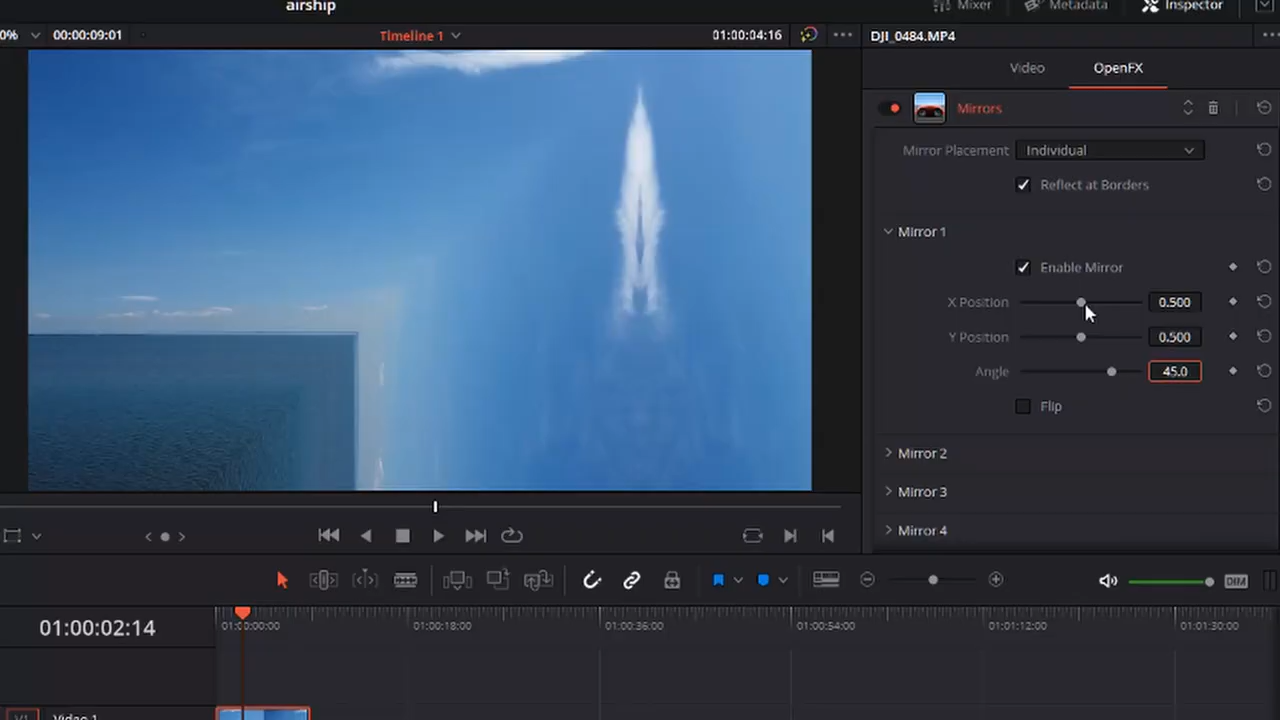 airship
Mixer
Metadata
Inspector
0%
00:00:09:01
Timeline 1
01:00:04:16
DJI_0484.MP4
Video
OpenFX
Mirrors
Mirror Placement
Individual
Reflect at Borders
Mirror 1
Enable Mirror
X Position
0.500
Y Position
0.500
Angle
45.0
Flip
Mirror 2
Mirror 3
Mirror 4
DIM
01:00:02:14
01:00:00:00
01:00:18:00
01:00:36:00
01:00:54:00
01:01:12:00
01:01:30:00
V1
Video 1